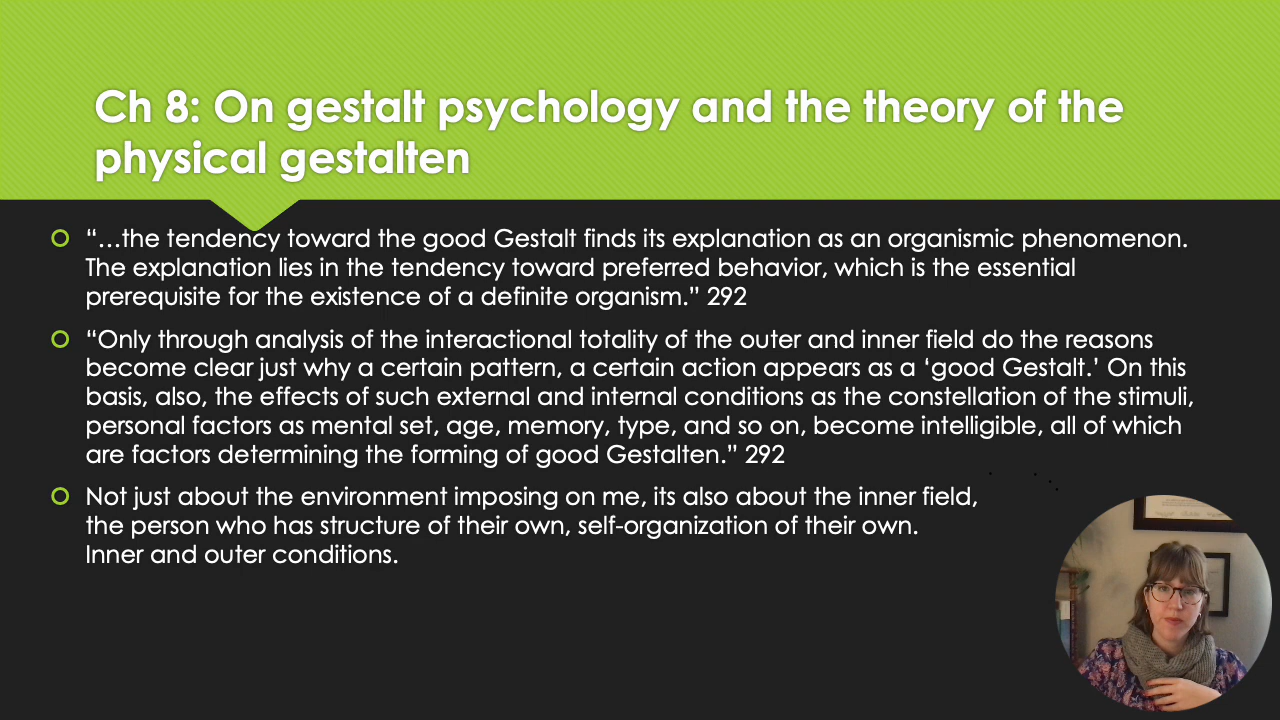 Ch 8: On gestalt psychology and the theory of the
physical gestalten
“…the tendency toward the good Gestalt finds its explanation as an organismic phenomenon.
The explanation lies in the tendency toward preferred behavior, which is the essential
prerequisite for the existence of a definite organism.” 292
“Only through analysis of the interactional totality of the outer and inner field do the reasons
become clear just why a certain pattern, a certain action appears as a ‘good Gestalt.’ On this
basis, also, the effects of such external and internal conditions as the constellation of the stimuli,
personal factors as mental set, age, memory, type, and so on, become intelligible, all of which
are factors determining the forming of good Gestalten.” 292
Not just about the environment imposing on me, its also about the inner field,
the person who has structure of their own, self-organization of their own.
Inner and outer conditions.